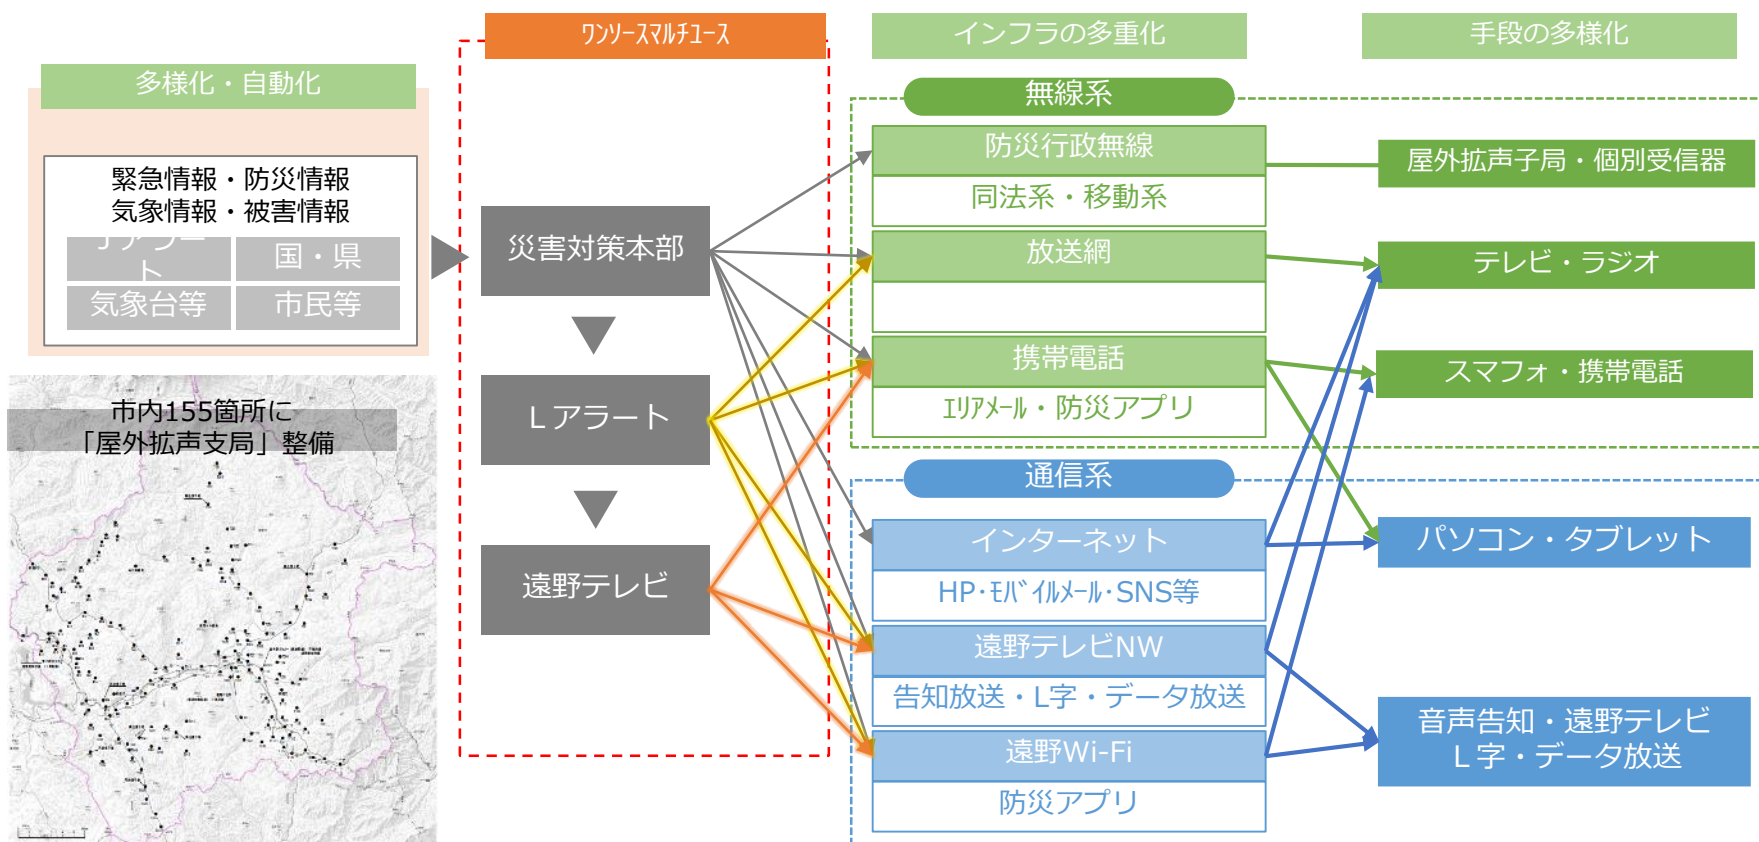 ﾜﾝｿｰｽﾏﾙﾁﾕｰｽ
インフラの多重化
手段の多様化
多様化・自動化
緊急情報・防災情報
気象情報・被害情報
Jアラー
ト
国・県
気象台等
市民等
市内155箇所に
「屋外拡声支局」整備
災害対策本部
Lアラート
遠野テレビ
無線系
防災行政無線
同法系・移動系
放送網
携帯電話
ｴﾘｱﾒｰﾙ・防災アプリ
通信系
インターネット
HP･ﾓﾊﾞｲﾙﾒｰﾙ･SNS等
遠野テレビNW
告知放送・L字・データ放送
遠野Wi-Fi
防災アプリ
屋外拡声子局・個別受信器
テレビ・ラジオ
スマフォ・携帯電話
パソコン・タブレット
音声告知・遠野テレビ
L字・データ放送